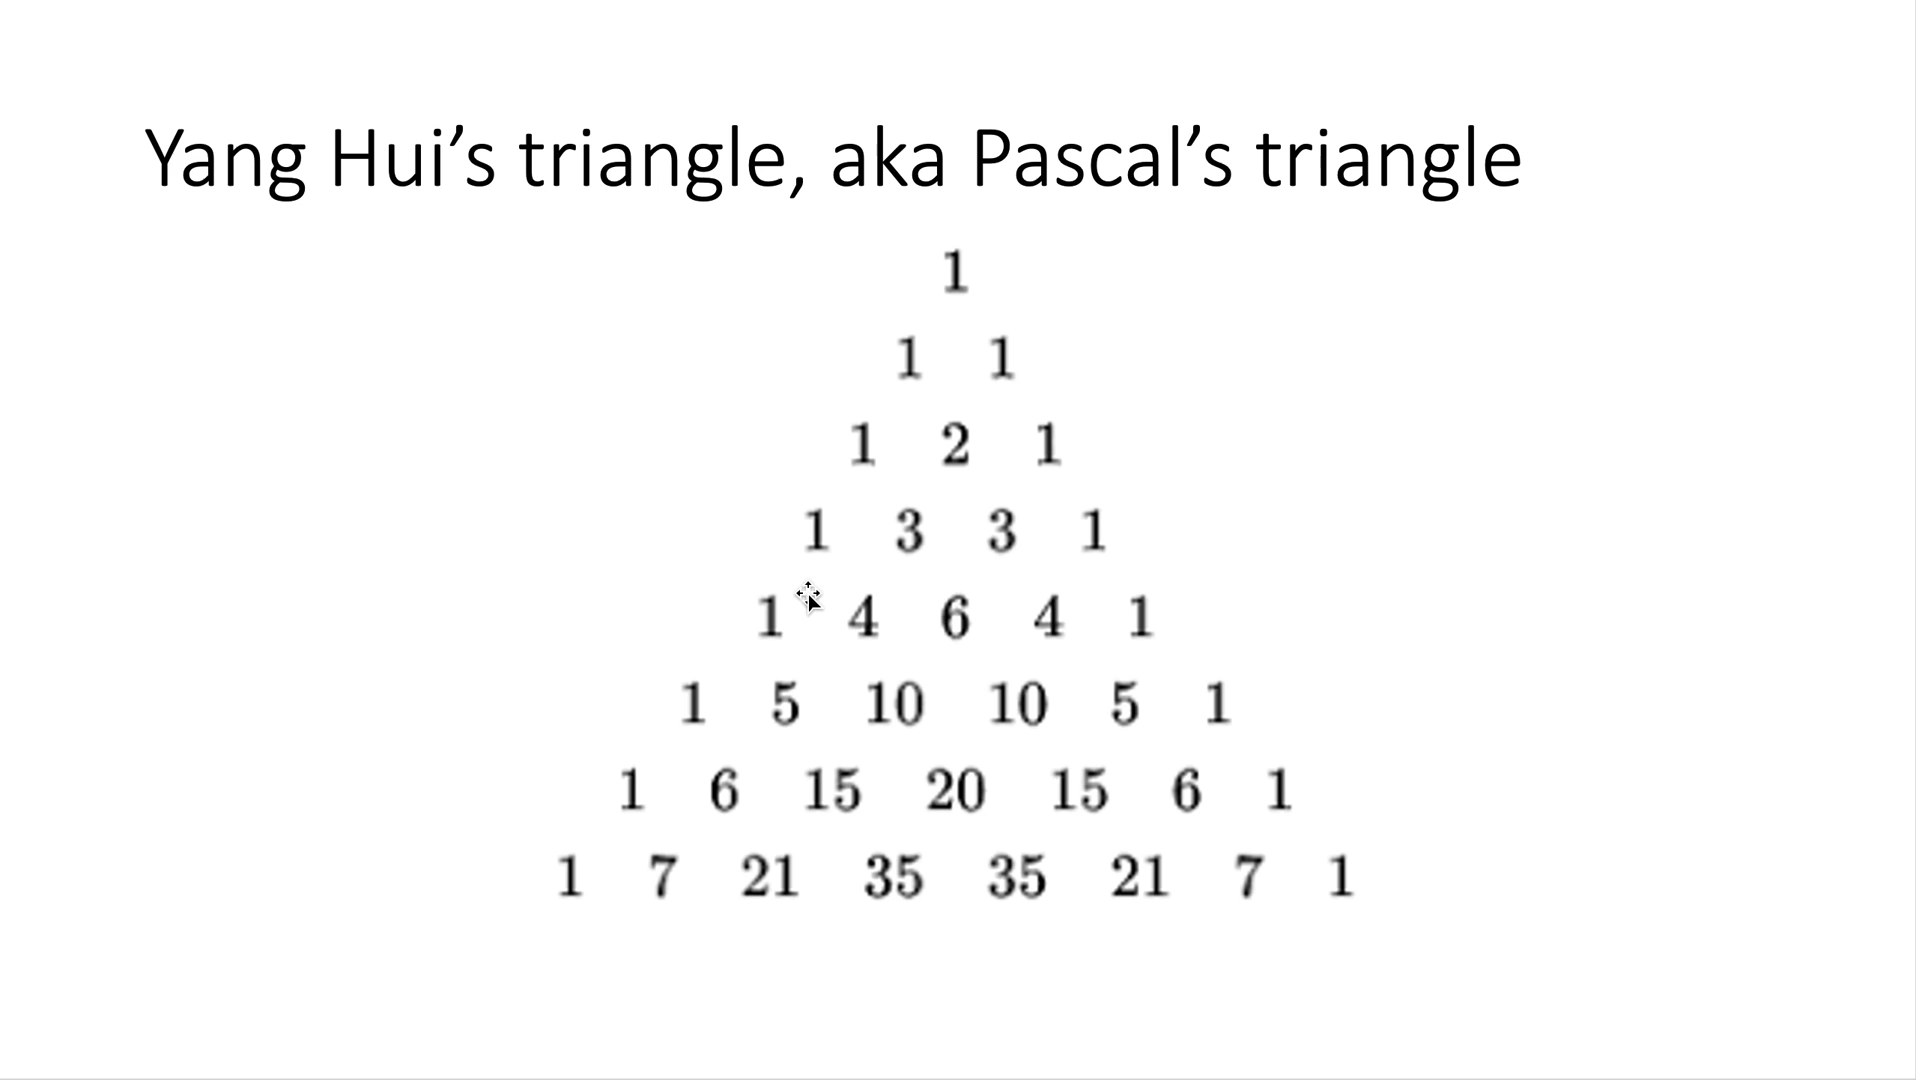 Yang Hui’s triangle, aka Pascal’s triangle
1
1 1
1 2 1
1 3 3 1
1 4 6 4 1
1 5 10 10 5 1
1 6 15 20 15 6 1
1 7 21 35 35 21 7 1